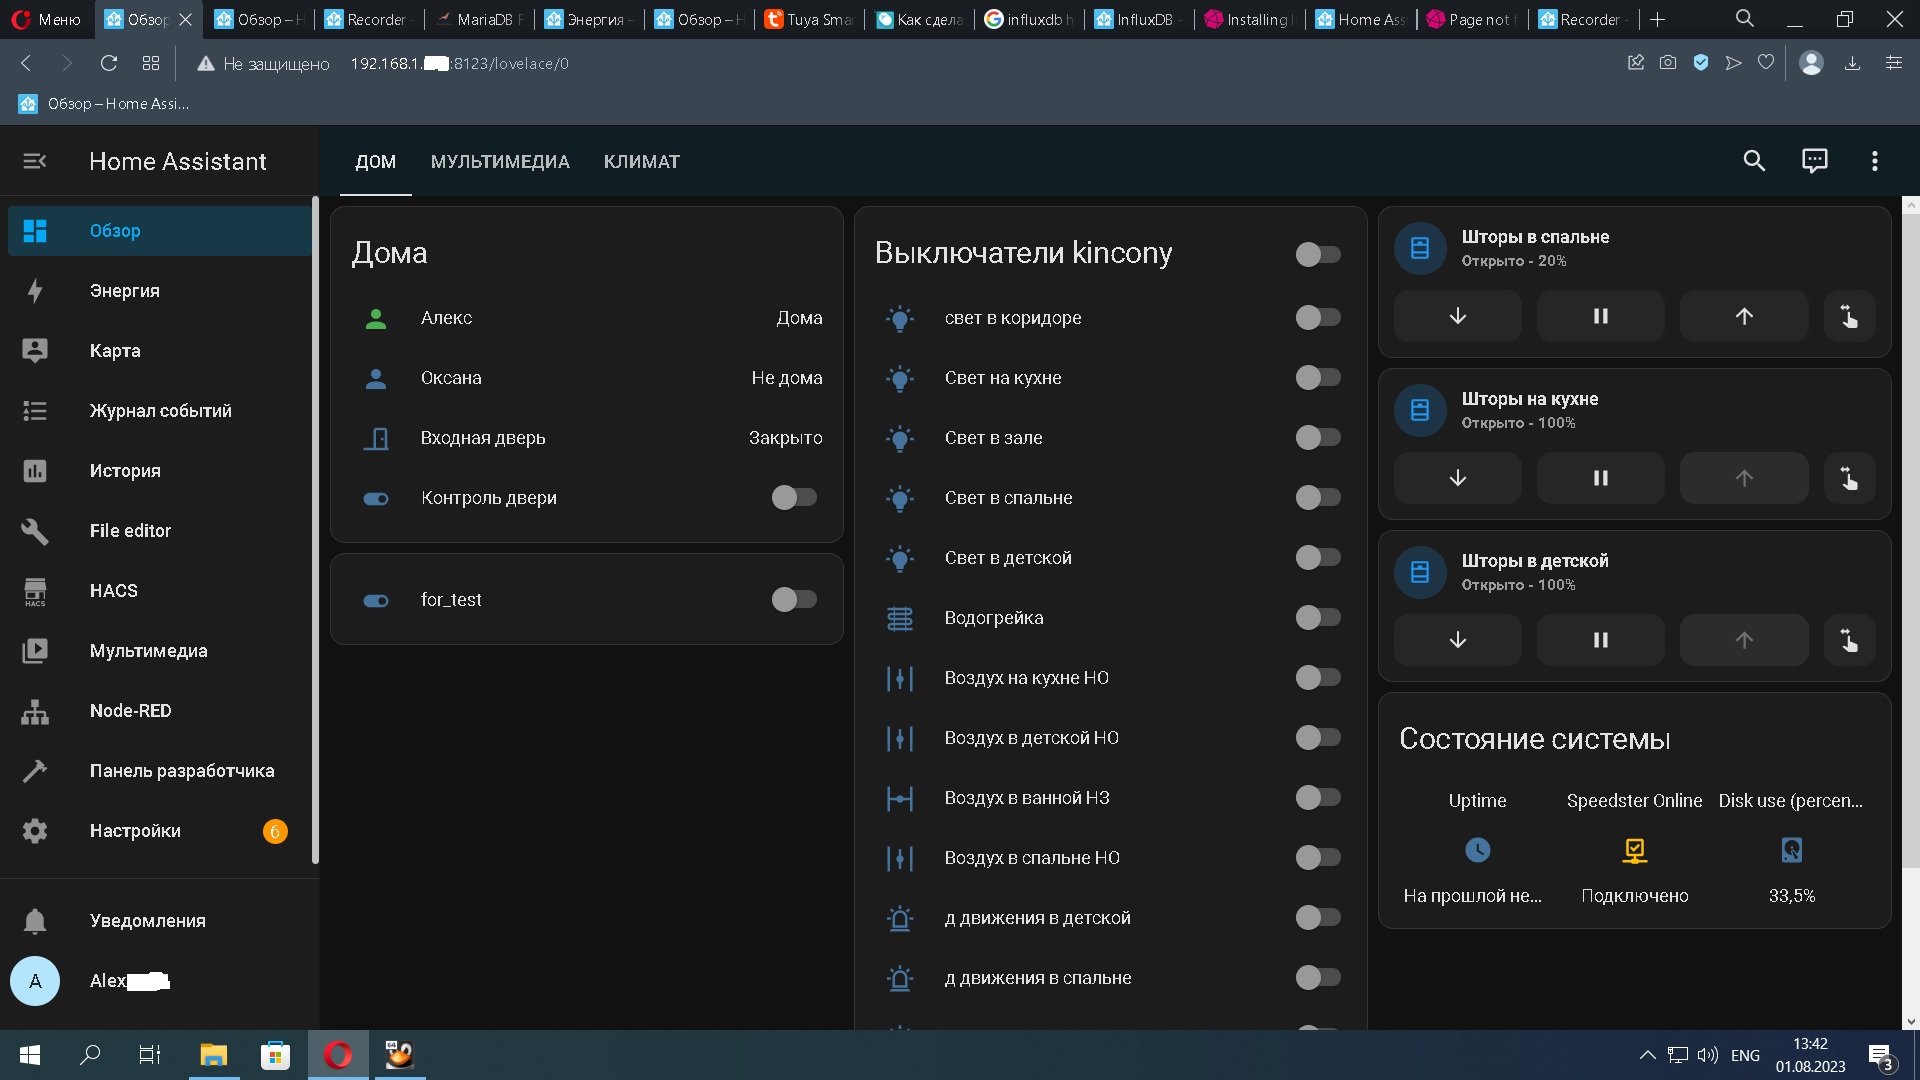 Меню
Обзор
Обзор – H
Recorder -
MariaDB F
Энергия –
Обзор – H
Tuya Smar
Как сдела
influxdb h
InfluxDB -
Installing I
Home Ass
Page not f
Recorder -
Не защищено
192.168.1. :8123/lovelace/0
Обзор – Home Assi...
Home Assistant
ДОМ
МУЛЬТИМЕДИА
КЛИМАТ
Обзор
Энергия
Карта
Журнал событий
История
File editor
HACS
HACS
Мультимедиа
Node-RED
Панель разработчика
Настройки 6
Уведомления
A Alex
Дома
Алекс Дома
Оксана Не дома
Входная дверь Закрыто
Контроль двери
for_test
Выключатели kincony
свет в коридоре
Свет на кухне
Свет в зале
Свет в спальне
Свет в детской
Водогрейка
Воздух на кухне НО
Воздух в детской НО
Воздух в ванной НЗ
Воздух в спальне НО
д движения в детской
д движения в спальне
Шторы в спальне
Открыто - 20%
Шторы на кухне
Открыто - 100%
Шторы в детской
Открыто - 100%
Состояние системы
Uptime
Speedster Online
Disk use (percen...
На прошлой не...
Подключено
33,5%
64
ENG
13:42
01.08.2023
3